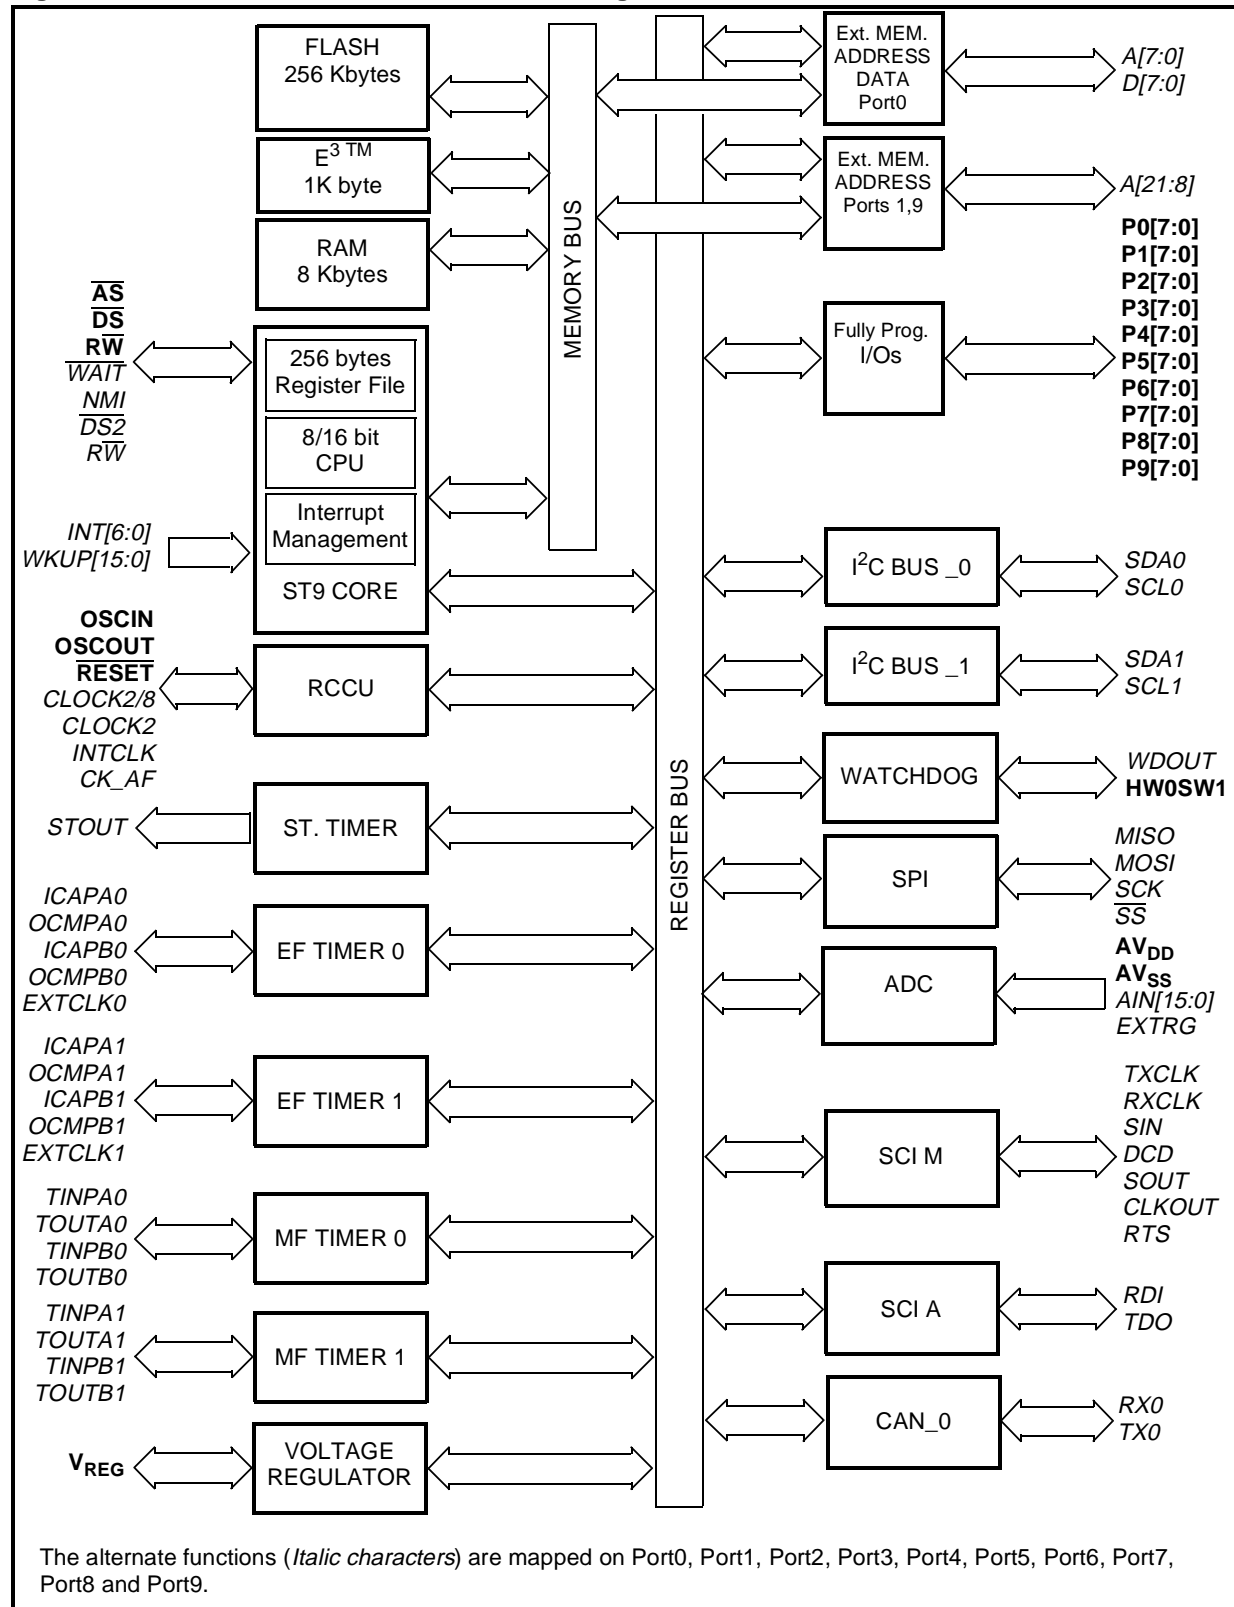 FLASH
256 Kbytes
E³ ™
1K byte
RAM
8 Kbytes
A̅S̅
D̅S̅
RW̅
W̅A̅I̅T̅
NMI
D̅S̅2̅
RW̅
256 bytes
Register File
8/16 bit
CPU
Interrupt
Management
ST9 CORE
INT[6:0]
WKUP[15:0]
OSCIN
OSCOUT
R̅E̅S̅E̅T̅
CLOCK2/8
CLOCK2
INTCLK
CK_AF
RCCU
STOUT
ST. TIMER
ICAPA0
OCMPA0
ICAPB0
OCMPB0
EXTCLK0
EF TIMER 0
ICAPA1
OCMPA1
ICAPB1
OCMPB1
EXTCLK1
EF TIMER 1
TINPA0
TOUTA0
TINPB0
TOUTB0
MF TIMER 0
TINPA1
TOUTA1
TINPB1
TOUTB1
MF TIMER 1
V_REG
VOLTAGE
REGULATOR
MEMORY BUS
REGISTER BUS
Ext. MEM.
ADDRESS
DATA
Port0
A[7:0]
D[7:0]
Ext. MEM.
ADDRESS
Ports 1,9
A[21:8]
Fully Prog.
I/Os
P0[7:0]
P1[7:0]
P2[7:0]
P3[7:0]
P4[7:0]
P5[7:0]
P6[7:0]
P7[7:0]
P8[7:0]
P9[7:0]
I²C BUS _0
SDA0
SCL0
I²C BUS _1
SDA1
SCL1
WATCHDOG
WDOUT
HW0SW1
SPI
MISO
MOSI
SCK
S̅S̅
ADC
AV_DD
AV_SS
AIN[15:0]
EXTRG
SCI M
TXCLK
RXCLK
SIN
DCD
SOUT
CLKOUT
RTS
SCI A
RDI
TDO
CAN_0
RX0
TX0
The alternate functions (Italic characters) are mapped on Port0, Port1, Port2, Port3, Port4, Port5, Port6, Port7,
Port8 and Port9.